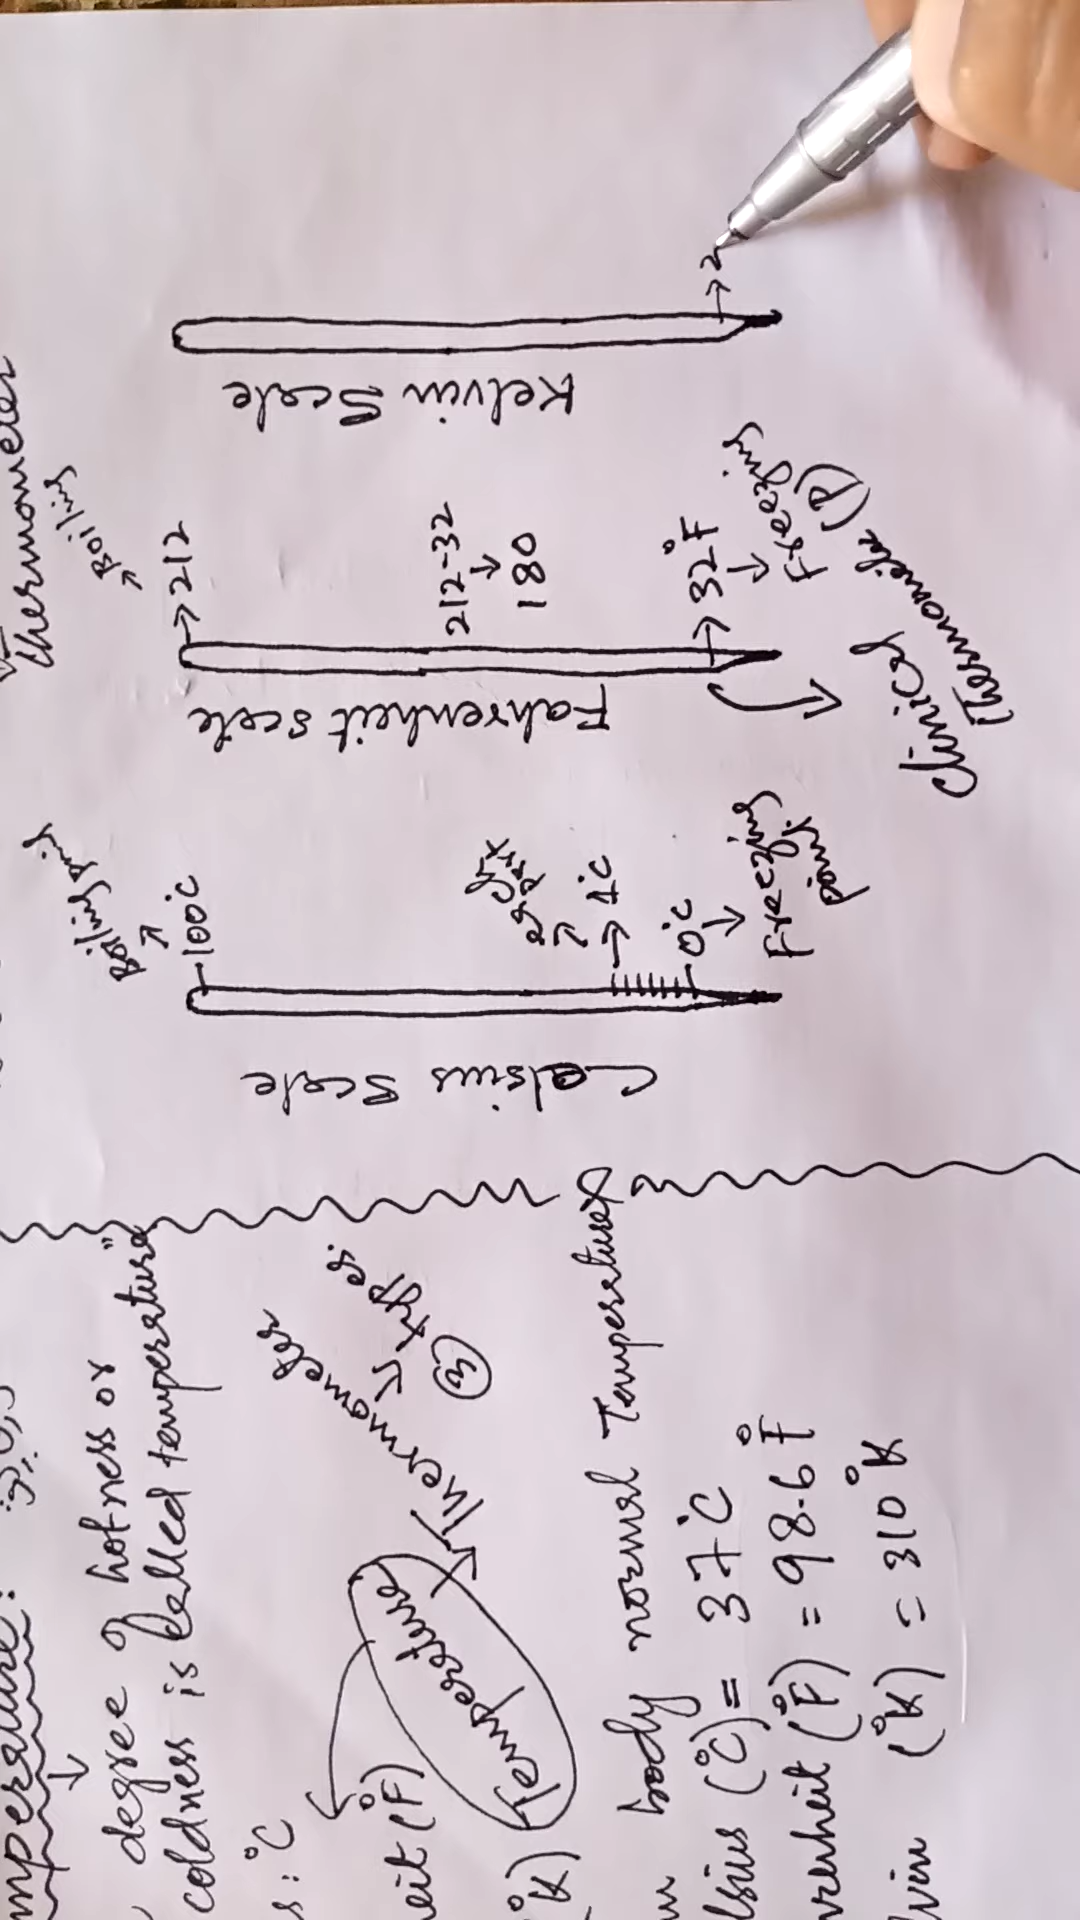 temperature:
degree of hotness or
coldness is called temperature"
s: °C
eit (°F)
°K)
Temperature
Thermometer
③ types.
body normal Temperature
lsius (°C) = 37°C
renheit (°F) = 98.6°F
lvin (°K) = 310°K
thermometer
Boiling point
100°C
1°C
0°C
Freezing
point
Celsius Scale
Boiling
212
212-32
180
32°F
Freezing
Fahrenheit scale
Clinical
Thermometer (P)
2
Kelvin Scale